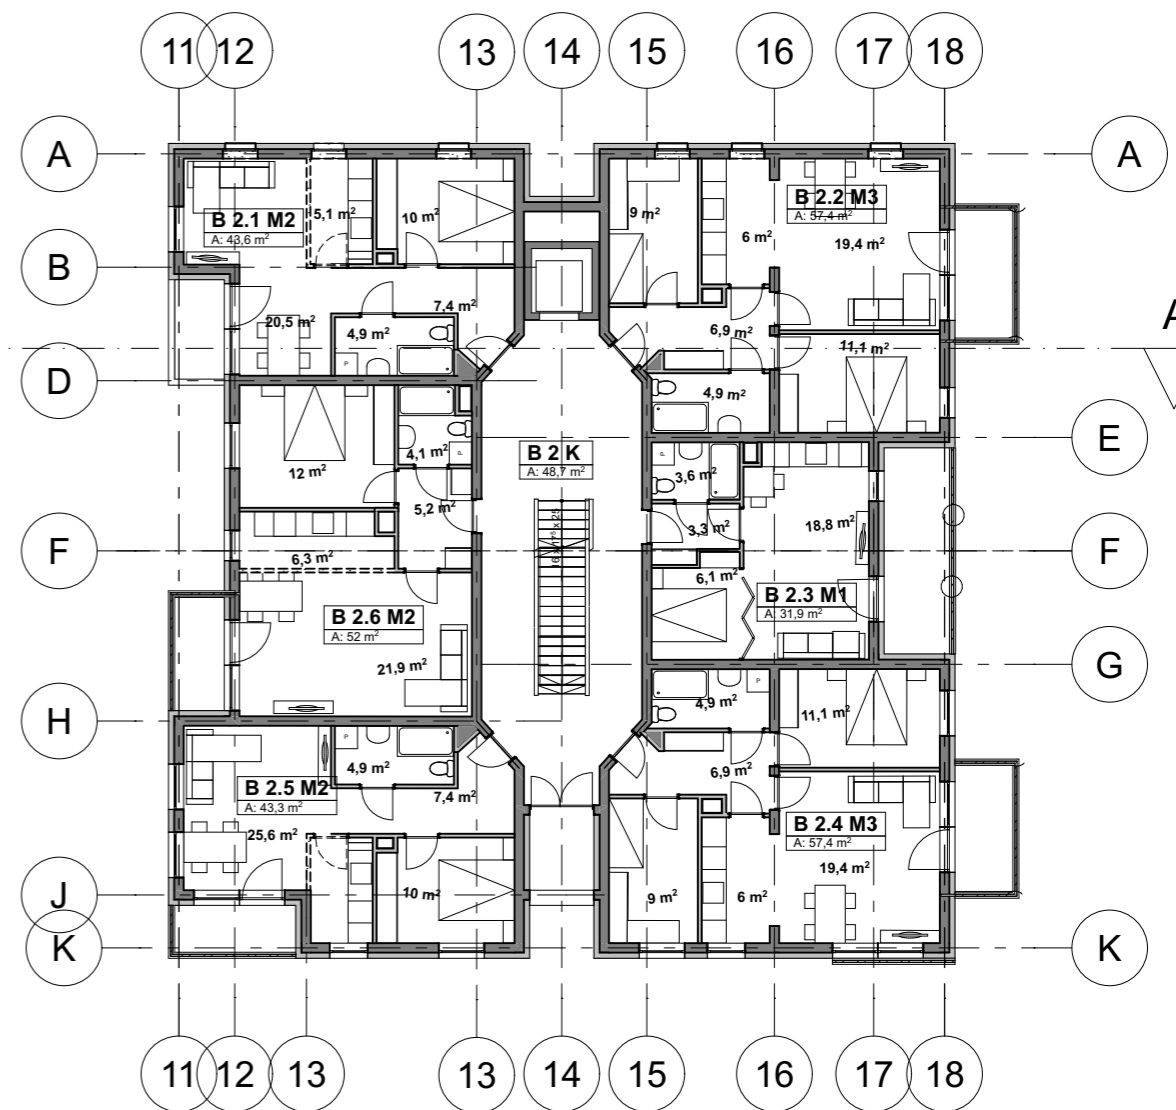 11 12 13 14 15 16 17 18
A A
B 2.1 M2
A: 43,6 m²
5,1 m²
10 m²
20,5 m²
4,9 m²
7,4 m²
B 2.2 M3
A: 57,4 m²
9 m²
6 m²
19,4 m²
6,9 m²
11,1 m²
4,9 m²
B
A
D
E
12 m²
4,1 m²
P
5,2 m²
6,3 m²
B 2.6 M2
A: 52 m²
21,9 m²
B 2 K
A: 48,7 m²
P
3,6 m²
3,3 m²
18,8 m²
6,1 m²
B 2.3 M1
A: 31,9 m²
F F
G
H
P
4,9 m²
7,4 m²
B 2.5 M2
A: 43,3 m²
25,6 m²
10 m²
P
4,9 m²
11,1 m²
6,9 m²
B 2.4 M3
A: 57,4 m²
19,4 m²
9 m²
6 m²
J
K K
11 12 13 13 14 15 16 17 18
P